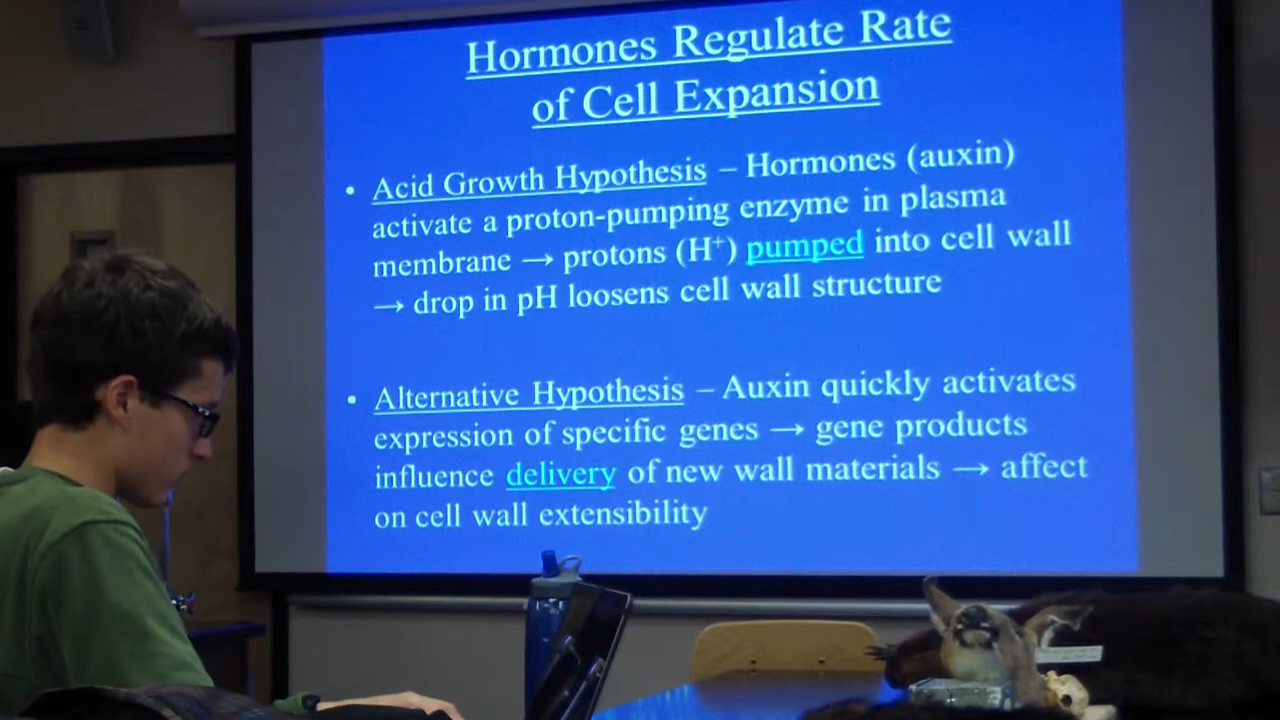 Hormones Regulate Rate
of Cell Expansion
• Acid Growth Hypothesis – Hormones (auxin)
activate a proton-pumping enzyme in plasma
membrane → protons (H⁺) pumped into cell wall
→ drop in pH loosens cell wall structure
• Alternative Hypothesis – Auxin quickly activates
expression of specific genes → gene products
influence delivery of new wall materials → affect
on cell wall extensibility